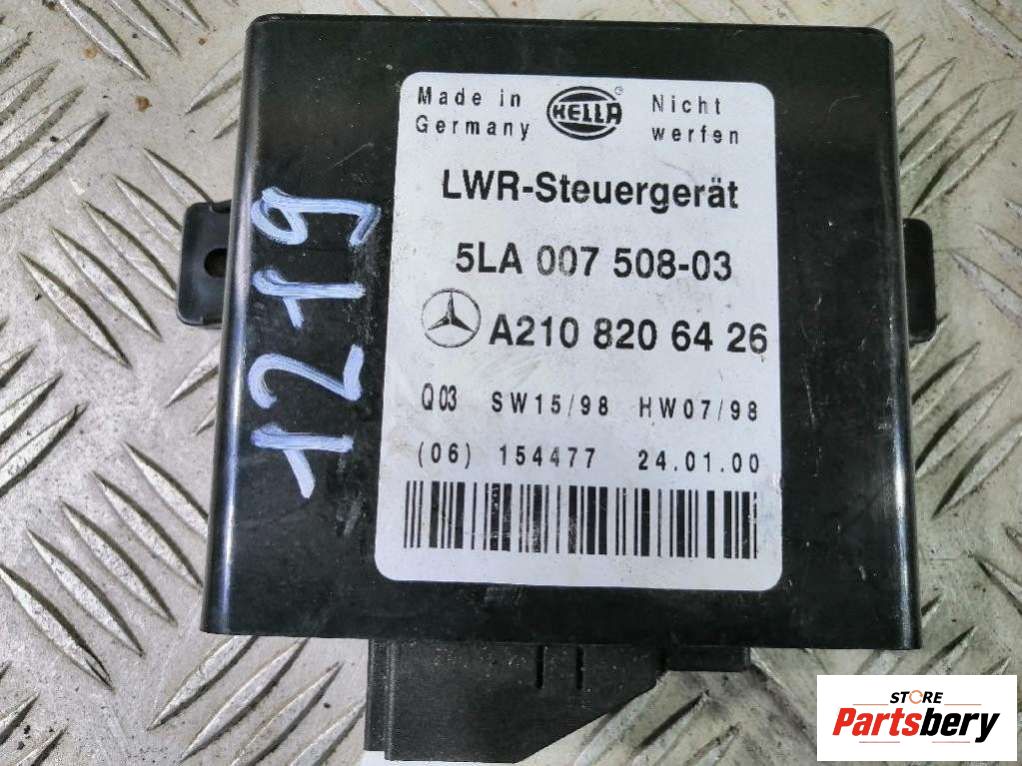 Made in
Germany
HELLA
®
Nicht
werfen
LWR-Steuergerät
5LA 007 508-03
A210 820 64 26
Q03 SW15/98 HW07/98
(06) 154477 24.01.00
1219
STORE
Partsbery